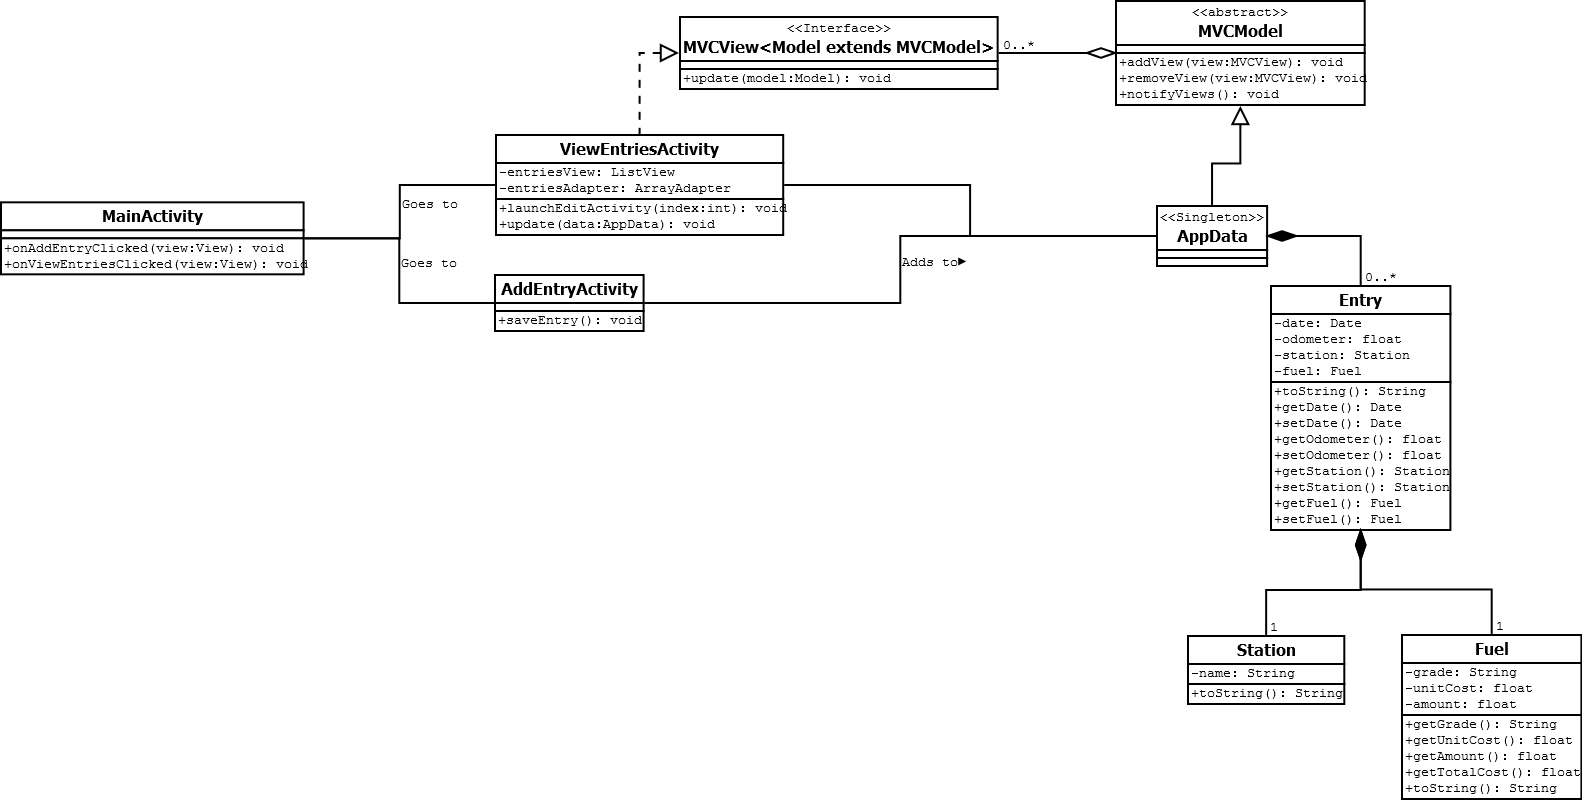 <<Interface>>
MVCView<Model extends MVCModel>
+update(model:Model): void
0..*
<<abstract>>
MVCModel
+addView(view:MVCView): void
+removeView(view:MVCView): void
+notifyViews(): void
ViewEntriesActivity
-entriesView: ListView
-entriesAdapter: ArrayAdapter
+launchEditActivity(index:int): void
+update(data:AppData): void
MainActivity
+onAddEntryClicked(view:View): void
+onViewEntriesClicked(view:View): void
Goes to
Goes to
AddEntryActivity
+saveEntry(): void
Adds to▶
<<Singleton>>
AppData
0..*
Entry
-date: Date
-odometer: float
-station: Station
-fuel: Fuel
+toString(): String
+getDate(): Date
+setDate(): Date
+getOdometer(): float
+setOdometer(): float
+getStation(): Station
+setStation(): Station
+getFuel(): Fuel
+setFuel(): Fuel
1
Station
-name: String
+toString(): String
1
Fuel
-grade: String
-unitCost: float
-amount: float
+getGrade(): String
+getUnitCost(): float
+getAmount(): float
+getTotalCost(): float
+toString(): String